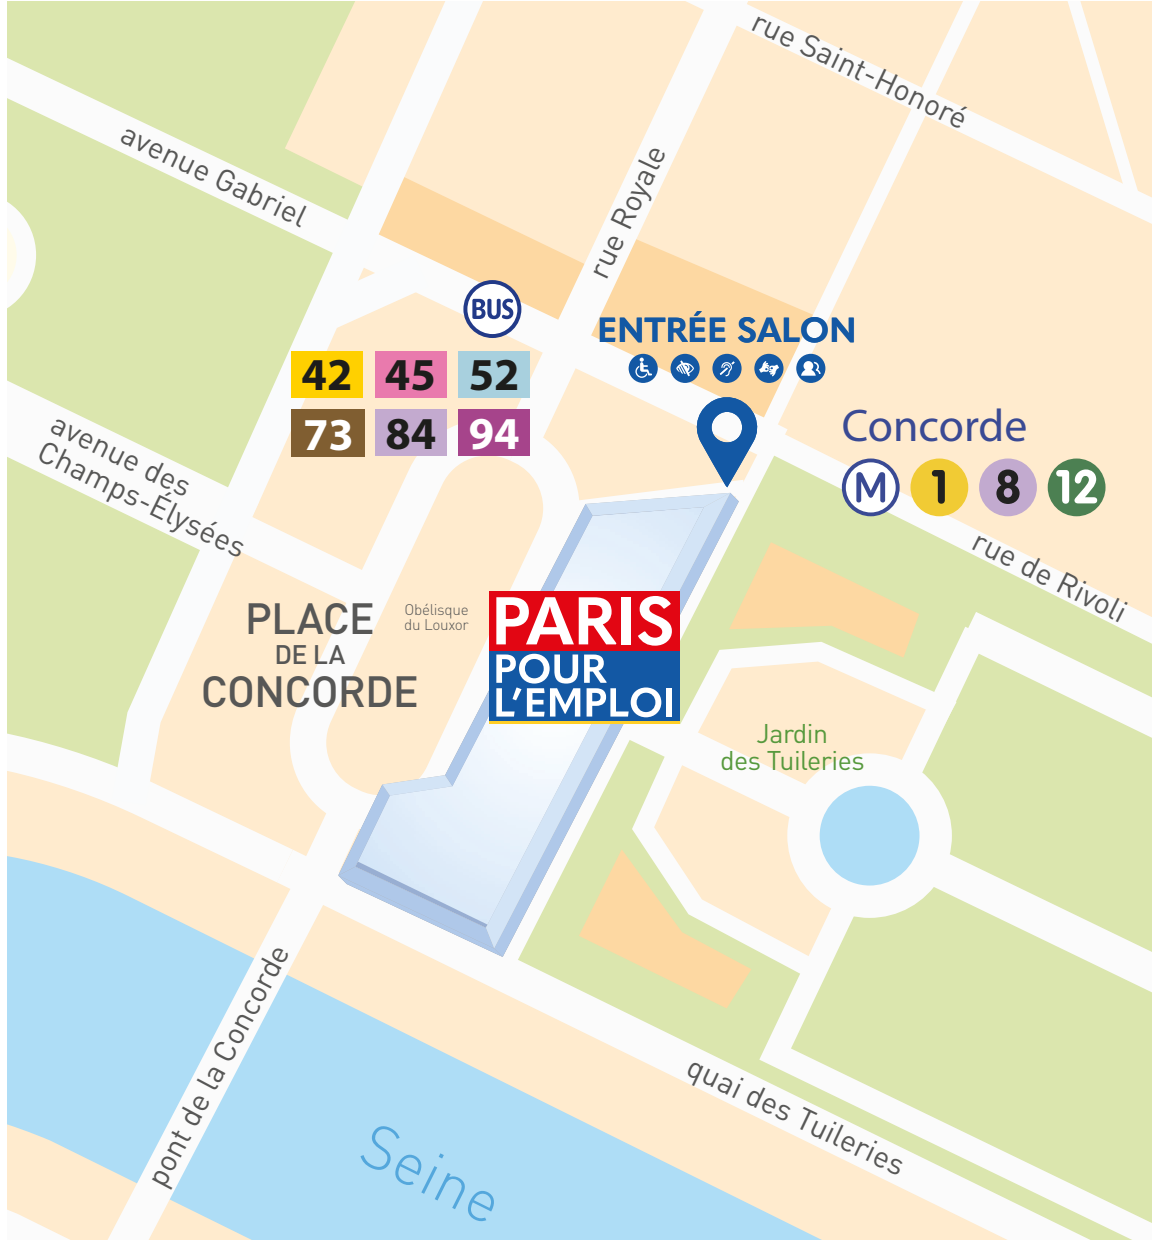 rue Saint-Honoré
avenue Gabriel
rue Royale
BUS
ENTRÉE SALON
42 45 52
73 84 94
Concorde
M 1 8 12
avenue des
Champs-Élysées
rue de Rivoli
PLACE
DE LA
CONCORDE
Obélisque
du Louxor
PARIS
POUR
L'EMPLOI
Jardin
des Tuileries
pont de la Concorde
quai des Tuileries
Seine